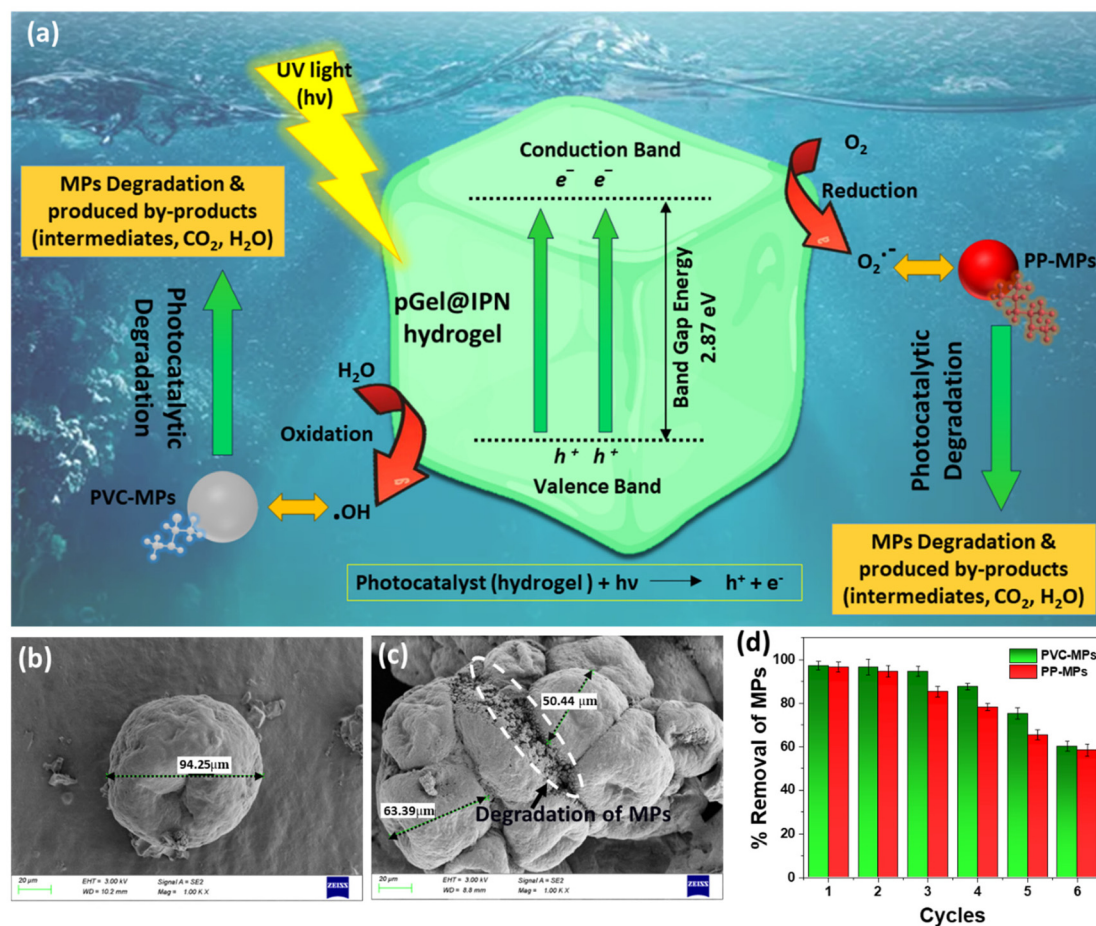 (a)
UV light
(hν)
MPs Degradation &
produced by-products
(intermediates, CO₂, H₂O)
Photocatalytic
Degradation
PVC-MPs
.OH
H₂O
Oxidation
pGel@IPN
hydrogel
Conduction Band
e⁻ e⁻
Band Gap Energy
2.87 eV
h⁺ h⁺
Valence Band
O₂
Reduction
O₂·⁻
PP-MPs
Photocatalytic
Degradation
MPs Degradation &
produced by-products
(intermediates, CO₂, H₂O)
Photocatalyst (hydrogel) + hν → h⁺ + e⁻
(b)
94.25μm
20 μm
EHT = 3.00 kV
WD = 10.2 mm
Signal A = SE2
Mag = 1.00 K X
ZEISS
(c)
50.44 μm
63.39μm
Degradation of MPs
20 μm
EHT = 3.00 kV
WD = 8.8 mm
Signal A = SE2
Mag = 1.00 K X
ZEISS
(d)
PVC-MPs
PP-MPs
% Removal of MPs
100
80
60
40
20
0
1 2 3 4 5 6
Cycles